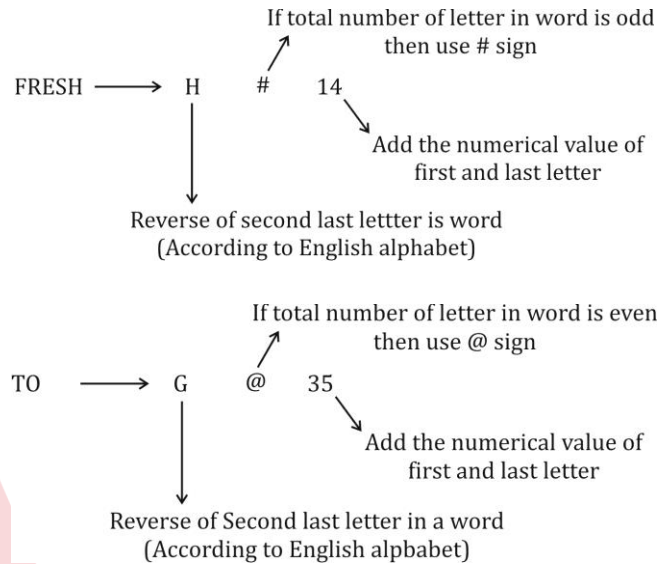 If total number of letter in word is odd
then use # sign
FRESH H # 14
Add the numerical value of
first and last letter
Reverse of second last lettter is word
(According to English alphabet)
If total number of letter in word is even
then use @ sign
TO G @ 35
Add the numerical value of
first and last letter
Reverse of Second last letter in a word
(According to English alpbabet)